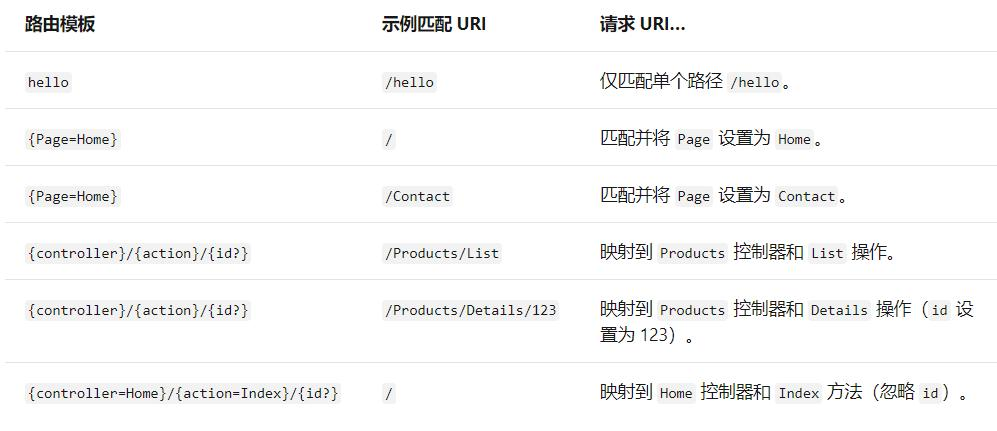 路由模板 示例匹配 URI 请求 URI...
hello /hello 仅匹配单个路径 /hello。
{Page=Home} / 匹配并将 Page 设置为 Home。
{Page=Home} /Contact 匹配并将 Page 设置为 Contact。
{controller}/{action}/{id?} /Products/List 映射到 Products 控制器和 List 操作。
{controller}/{action}/{id?} /Products/Details/123 映射到 Products 控制器和 Details 操作（id 设
置为 123）。
{controller=Home}/{action=Index}/{id?} / 映射到 Home 控制器和 Index 方法（忽略 id）。